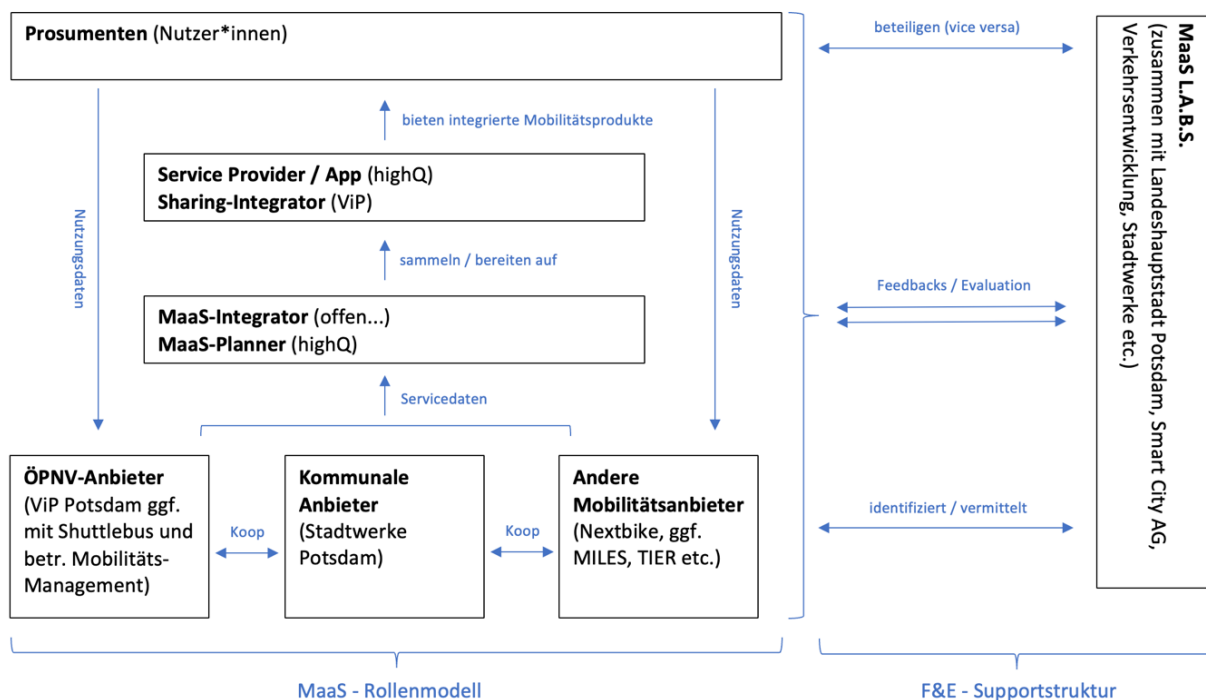 Prosumenten (Nutzer*innen)
bieten integrierte Mobilitätsprodukte
Service Provider / App (highQ)
Sharing-Integrator (ViP)
Nutzungsdaten
Nutzungsdaten
sammeln / bereiten auf
MaaS-Integrator (offen...)
MaaS-Planner (highQ)
Servicedaten
ÖPNV-Anbieter
(ViP Potsdam ggf.
mit Shuttlebus und
betr. Mobilitäts-
Management)
Koop
Kommunale
Anbieter
(Stadtwerke
Potsdam)
Koop
Andere
Mobilitätsanbieter
(Nextbike, ggf.
MILES, TIER etc.)
MaaS - Rollenmodell
beteiligen (vice versa)
Feedbacks / Evaluation
identifiziert / vermittelt
MaaS L.A.B.S.
(zusammen mit Landeshauptstadt Potsdam, Smart City AG,
Verkehrsentwicklung, Stadtwerke etc.)
F&E - Supportstruktur